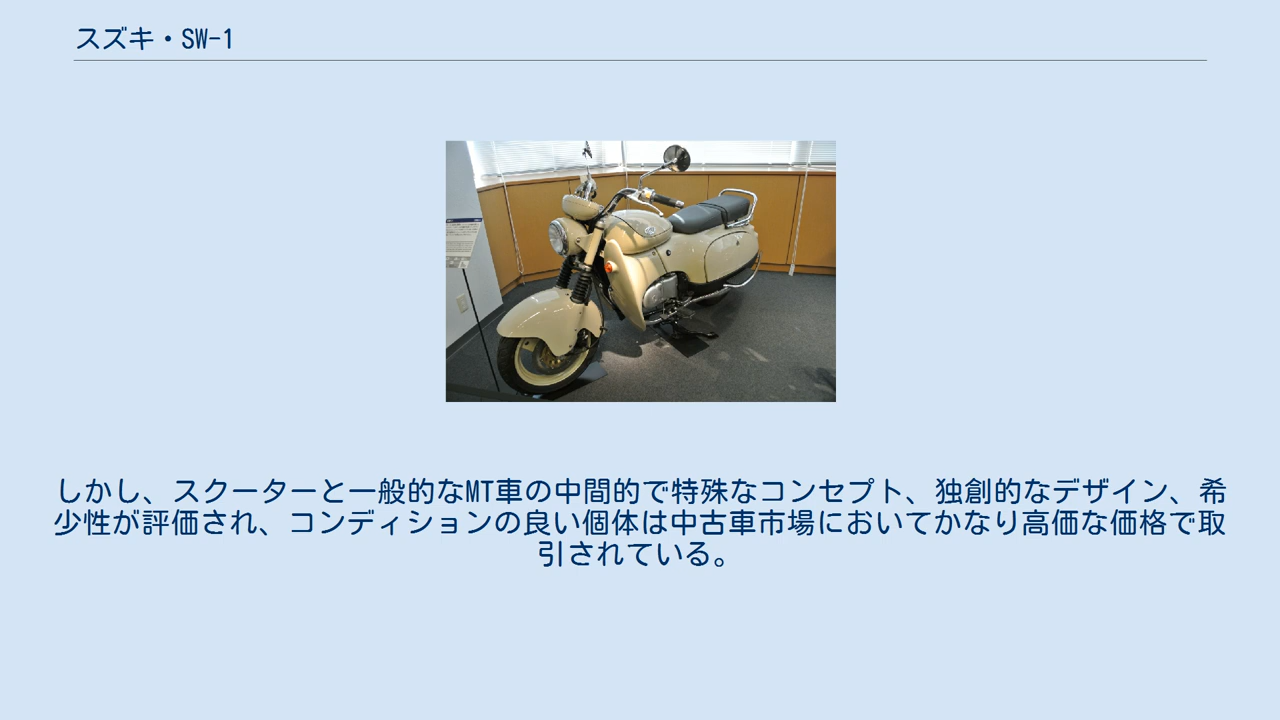 スズキ・SW-1
しかし、スクーターと一般的なMT車の中間的で特殊なコンセプト、独創的なデザイン、希
少性が評価され、コンディションの良い個体は中古車市場においてかなり高価な価格で取
引されている。